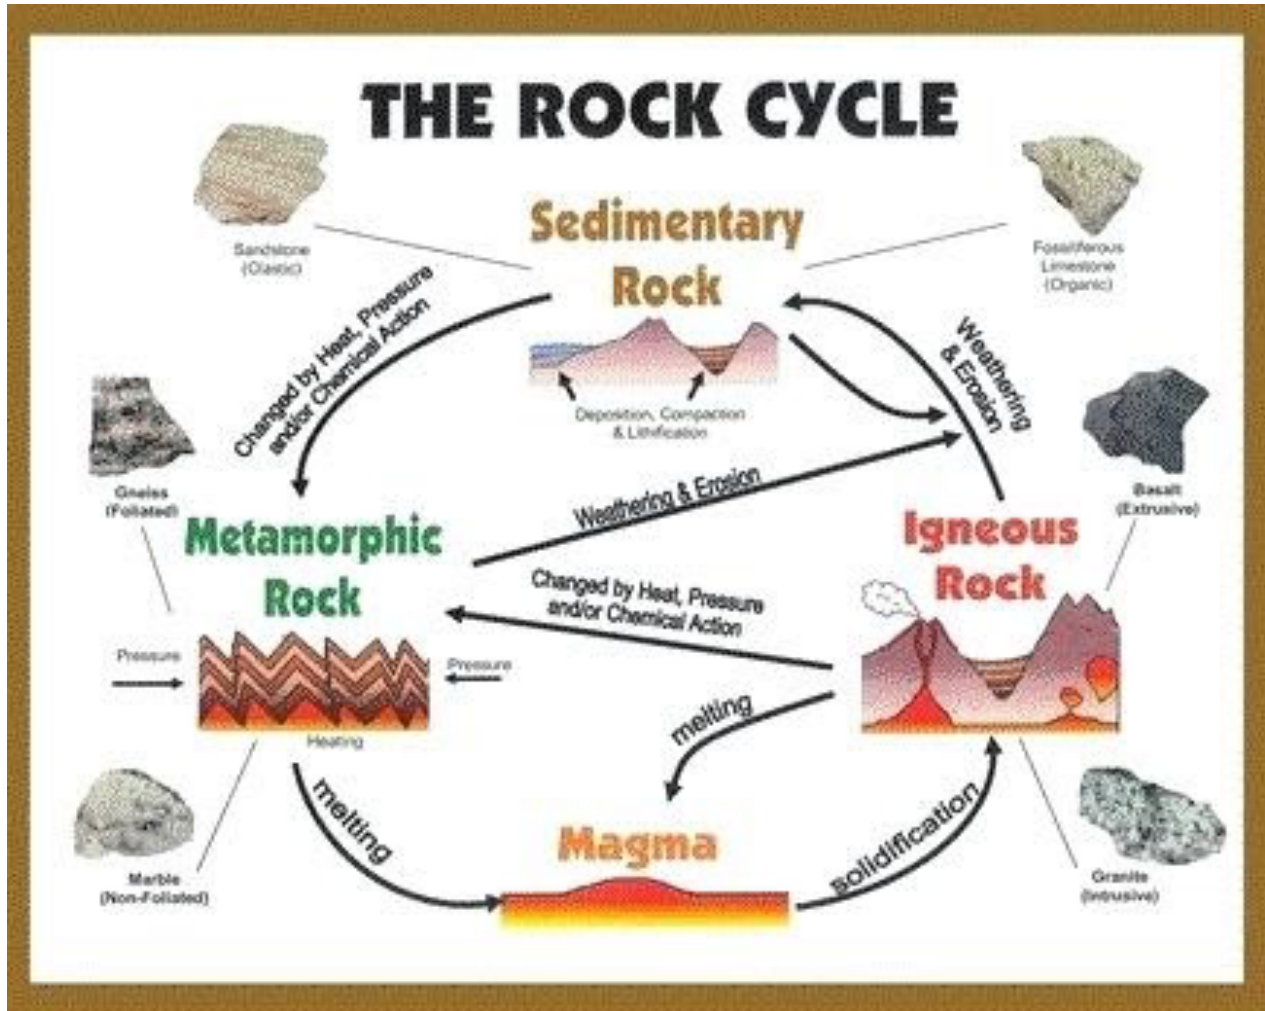 THE ROCK CYCLE
Sandstone
(Clastic)
Sedimentary
Rock
Fossiliferous
Limestone
(Organic)
Changed by Heat, Pressure
and/or Chemical Action
Weathering
& Erosion
Deposition, Compaction
& Lithification
Gneiss
(Foliated)
Basalt
(Extrusive)
Weathering & Erosion
Metamorphic
Rock
Igneous
Rock
Changed by Heat, Pressure
and/or Chemical Action
Pressure
Pressure
Heating
melting
melting
Magma
solidification
Marble
(Non-Foliated)
Granite
(Intrusive)